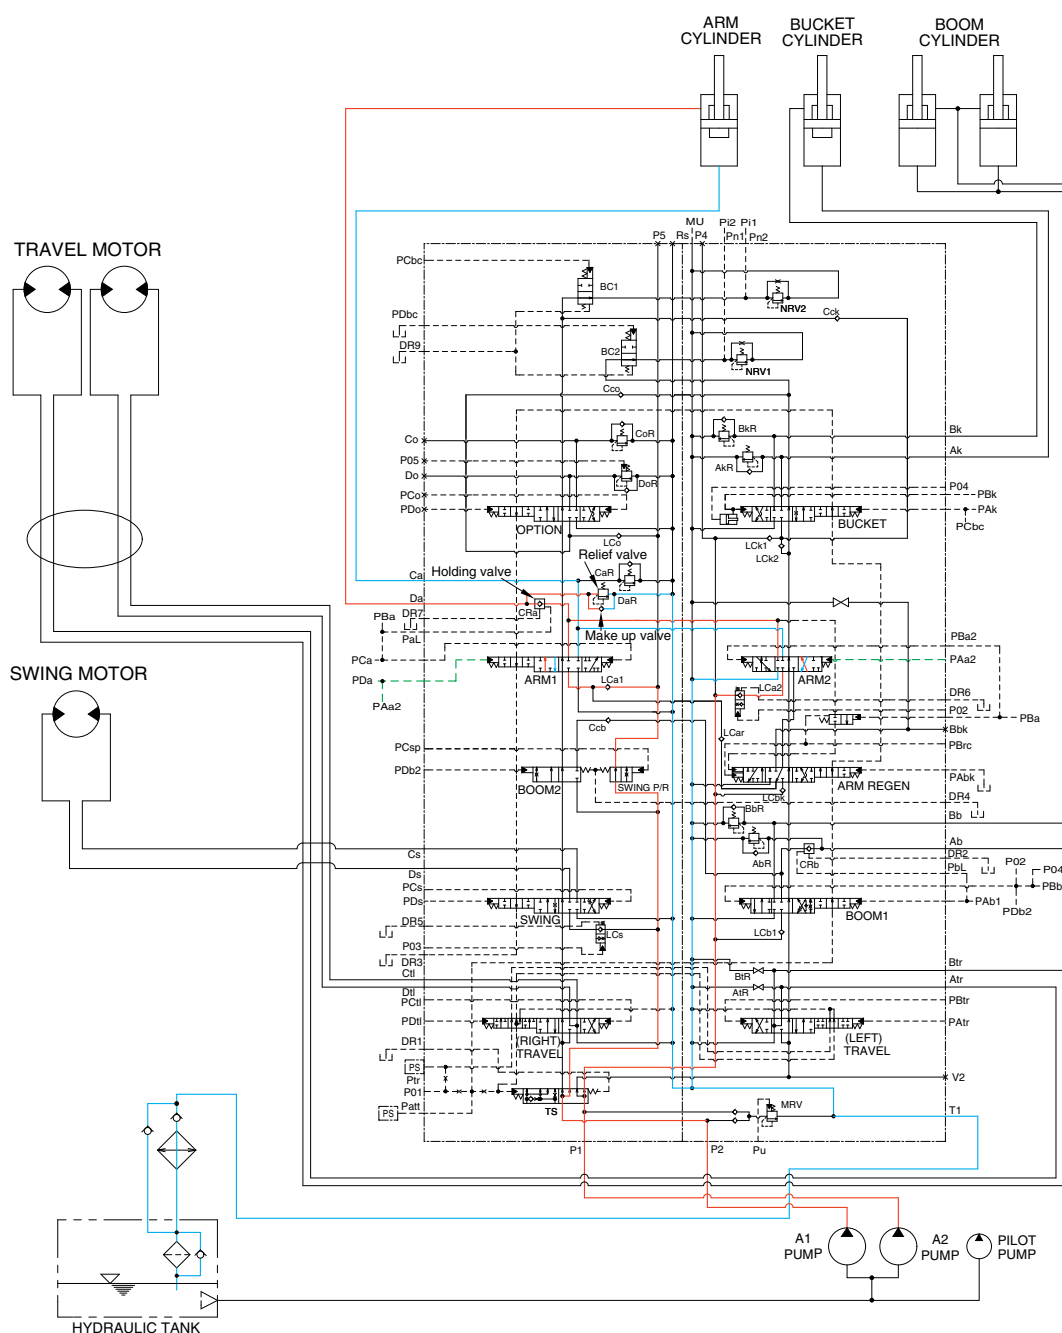 ARM
CYLINDER
BUCKET
CYLINDER
BOOM
CYLINDER
TRAVEL MOTOR
MU
Pi2 Pi1
P5
Rs
P4
Pn1
Pn2
PCbc
BC1
NRV2
Cck
PDbc
DR9
BC2
NRV1
Cco
Co
CoR
BkR
Bk
P05
AkR
Ak
Do
DoR
P04
PCo
PBk
PDo
PAk
OPTION
BUCKET
PCbc
LCo
LCk1
LCk2
Relief valve
Holding valve
Ca
CaR
Da
DaR
DR7
CRa
PBa
PaL
Make up valve
PBa2
PCa
PAa2
PDa
ARM1
ARM2
LCa1
LCa2
DR6
PAa2
P02
PBa
Ccb
LCar
Bbk
PCsp
PBrc
PDb2
PAbk
BOOM2
SWING P/R
ARM REGEN
LCbk
DR4
BbR
Bb
AbR
CRb
Ab
Cs
DR2
P02
Ds
PbL
P04
PCs
PBb
PDs
PAb1
PDb2
SWING
BOOM1
DR5
LCs
LCb1
P03
DR3
Btr
Ctl
BtR
Atr
Dtl
AtR
PCtl
PBtr
PDtl
PAtr
(RIGHT)
TRAVEL
(LEFT)
TRAVEL
DR1
PS
Ptr
V2
P01
Patt
PS
TS
MRV
T1
P1
P2
Pu
SWING MOTOR
A1
PUMP
A2
PUMP
PILOT
PUMP
HYDRAULIC TANK